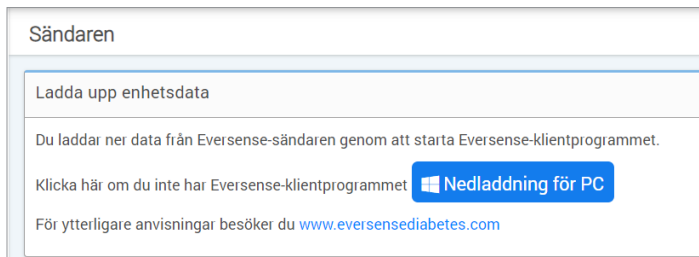 Sändaren
Ladda upp enhetsdata
Du laddar ner data från Eversense-sändaren genom att starta Eversense-klientprogrammet.
Klicka här om du inte har Eversense-klientprogrammet Nedladdning för PC
För ytterligare anvisningar besöker du www.eversensediabetes.com